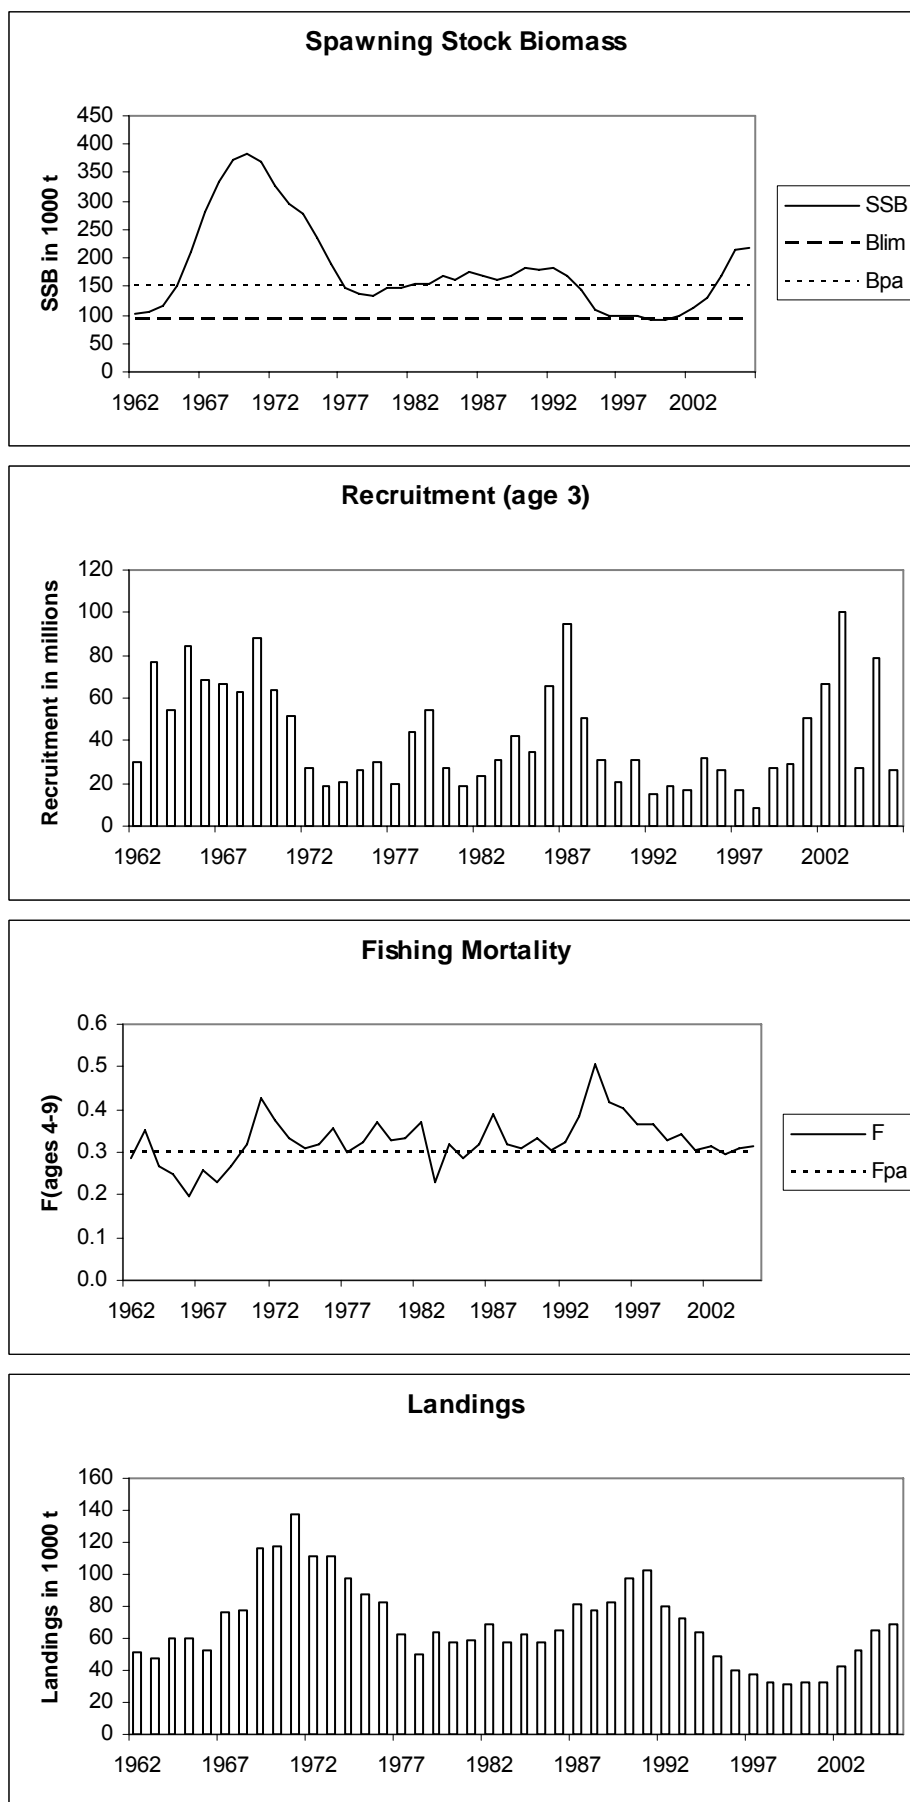 Spawning Stock Biomass
SSB in 1000 t
450
400
350
300
250
200
150
100
50
0
1962 1967 1972 1977 1982 1987 1992 1997 2002
SSB
Blim
Bpa
Recruitment (age 3)
Recruitment in millions
120
100
80
60
40
20
0
1962 1967 1972 1977 1982 1987 1992 1997 2002
Fishing Mortality
F(ages 4-9)
0.6
0.5
0.4
0.3
0.2
0.1
0.0
1962 1967 1972 1977 1982 1987 1992 1997 2002
F
Fpa
Landings
Landings in 1000 t
160
140
120
100
80
60
40
20
0
1962 1967 1972 1977 1982 1987 1992 1997 2002